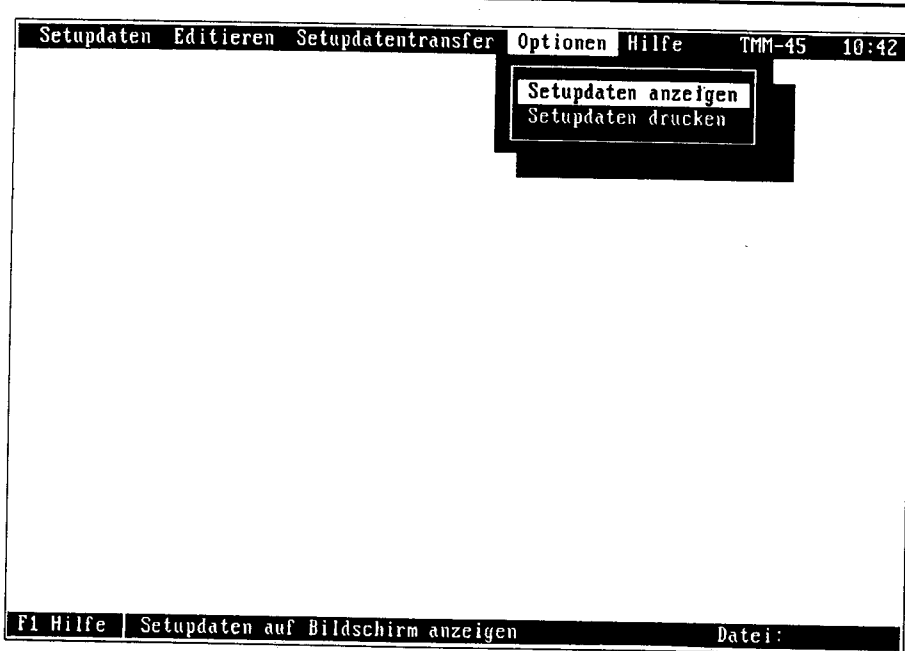 Setupdaten Editieren Setupdatentransfer Optionen Hilfe TMM-45 10:42
Setupdaten anzeigen
Setupdaten drucken
F1 Hilfe | Setupdaten auf Bildschirm anzeigen Datei: